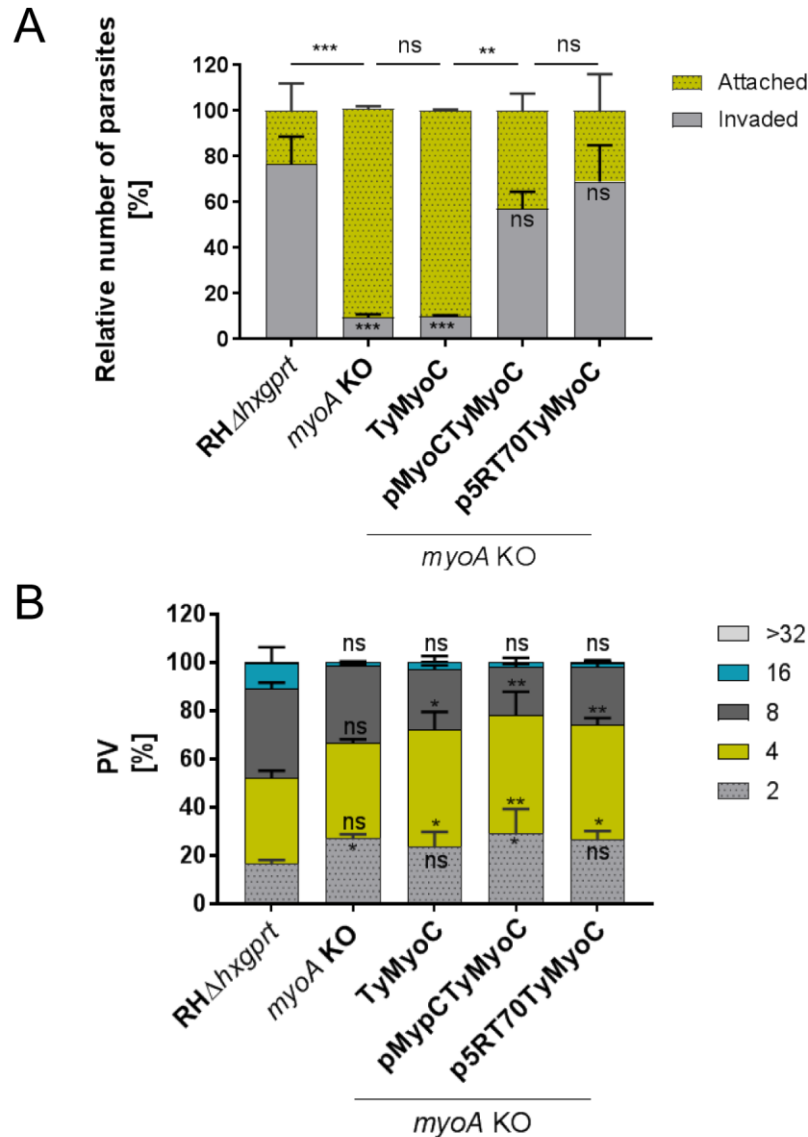 A
*** ns ** ns
120
100
80
60
40
20
0
Relative number of parasites
[%]
Attached
Invaded
*** *** ns ns
RHΔhxgprt
myoA KO
TyMyoC
pMyoCTyMyoC
p5RT70TyMyoC
myoA KO
B
120
100
80
60
40
20
0
PV
[%]
ns ns ns ns
ns * ** **
ns * ** *
* ns * ns
>32
16
8
4
2
RHΔhxgprt
myoA KO
TyMyoC
pMypCTyMyoC
p5RT70TyMyoC
myoA KO